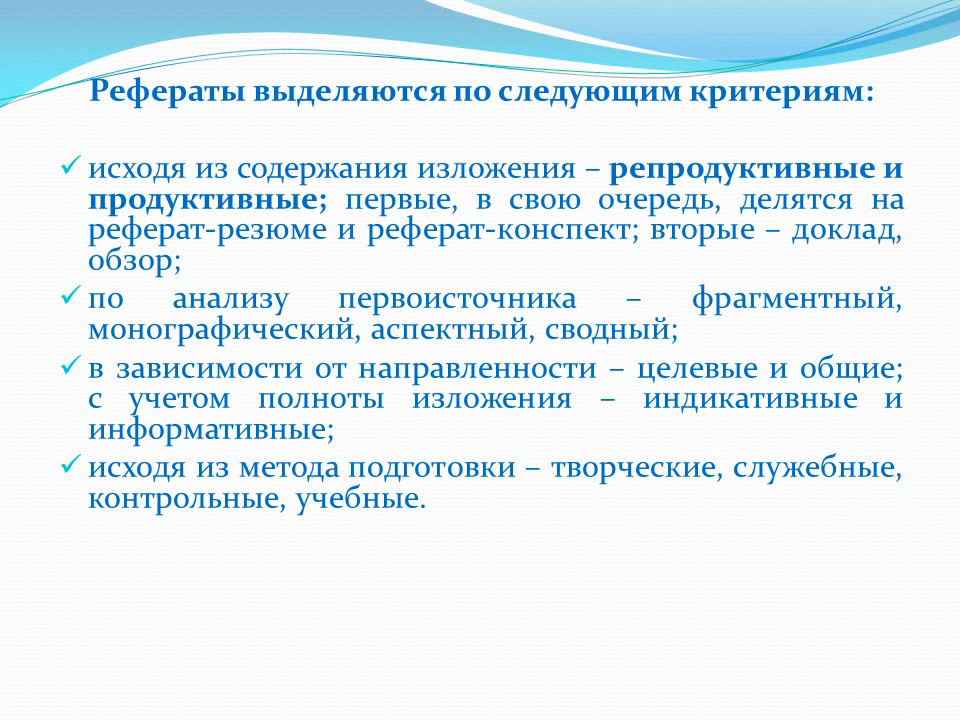 Рефераты выделяются по следующим критериям:
исходя из содержания изложения – репродуктивные и
продуктивные; первые, в свою очередь, делятся на
реферат-резюме и реферат-конспект; вторые – доклад,
обзор;
по анализу первоисточника – фрагментный,
монографический, аспектный, сводный;
в зависимости от направленности – целевые и общие;
с учетом полноты изложения – индикативные и
информативные;
исходя из метода подготовки – творческие, служебные,
контрольные, учебные.